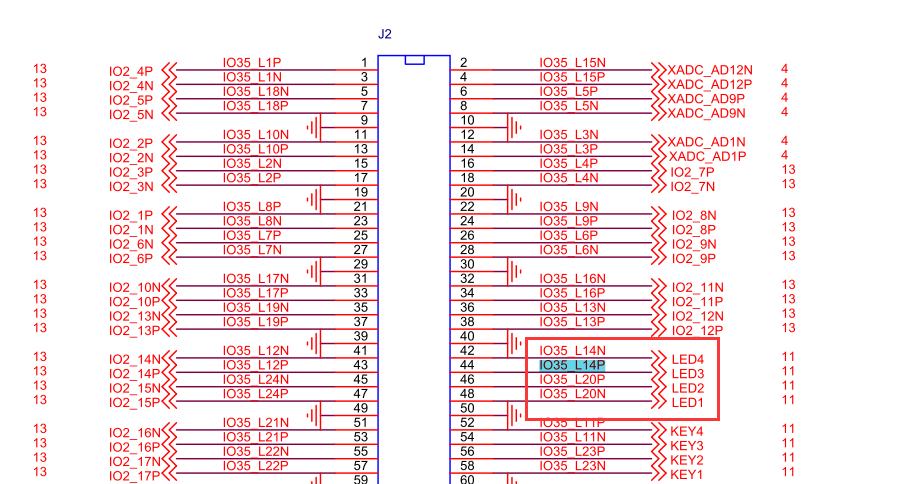 J2
IO35_L1P 1 2 IO35_L15N
13 IO2_4P IO35_L1N 3 4 IO35_L15P XADC_AD12N 4
13 IO2_4N IO35_L18N 5 6 IO35_L5P XADC_AD12P 4
13 IO2_5P IO35_L18P 7 8 IO35_L5N XADC_AD9P 4
13 IO2_5N 9 10 XADC_AD9N 4
IO35_L10N 11 12 IO35_L3N
13 IO2_2P IO35_L10P 13 14 IO35_L3P XADC_AD1N 4
13 IO2_2N IO35_L2N 15 16 IO35_L4P XADC_AD1P 4
13 IO2_3P IO35_L2P 17 18 IO35_L4N IO2_7P 13
13 IO2_3N 19 20 IO2_7N 13
IO35_L8P 21 22 IO35_L9N
13 IO2_1P IO35_L8N 23 24 IO35_L9P IO2_8N 13
13 IO2_1N IO35_L7P 25 26 IO35_L6P IO2_8P 13
13 IO2_6N IO35_L7N 27 28 IO35_L6N IO2_9N 13
13 IO2_6P 29 30 IO2_9P 13
IO35_L17N 31 32 IO35_L16N
13 IO2_10N IO35_L17P 33 34 IO35_L16P IO2_11N 13
13 IO2_10P IO35_L19N 35 36 IO35_L13N IO2_11P 13
13 IO2_13N IO35_L19P 37 38 IO35_L13P IO2_12N 13
13 IO2_13P 39 40 IO2_12P 13
IO35_L12N 41 42 IO35_L14N
13 IO2_14N IO35_L12P 43 44 IO35_L14P LED4 11
13 IO2_14P IO35_L24N 45 46 IO35_L20P LED3 11
13 IO2_15N IO35_L24P 47 48 IO35_L20N LED2 11
13 IO2_15P 49 50 LED1 11
IO35_L21N 51 52 IO35_L11P
13 IO2_16N IO35_L21P 53 54 IO35_L11N KEY4 11
13 IO2_16P IO35_L22N 55 56 IO35_L23P KEY3 11
13 IO2_17N IO35_L22P 57 58 IO35_L23N KEY2 11
13 IO2_17P 59 60 KEY1 11